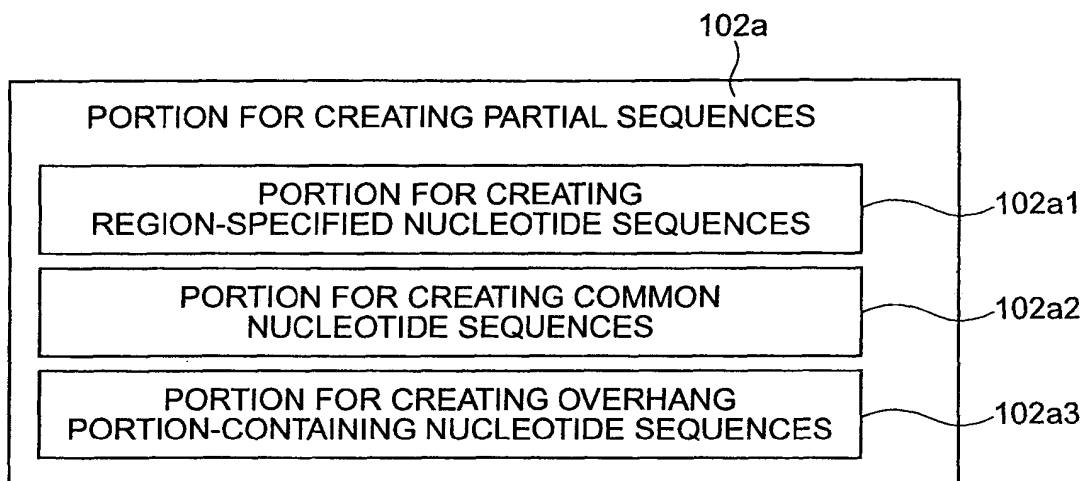 102a
PORTION FOR CREATING PARTIAL SEQUENCES
PORTION FOR CREATING
REGION-SPECIFIED NUCLEOTIDE SEQUENCES
102a1
PORTION FOR CREATING COMMON
NUCLEOTIDE SEQUENCES
102a2
PORTION FOR CREATING OVERHANG
PORTION-CONTAINING NUCLEOTIDE SEQUENCES
102a3